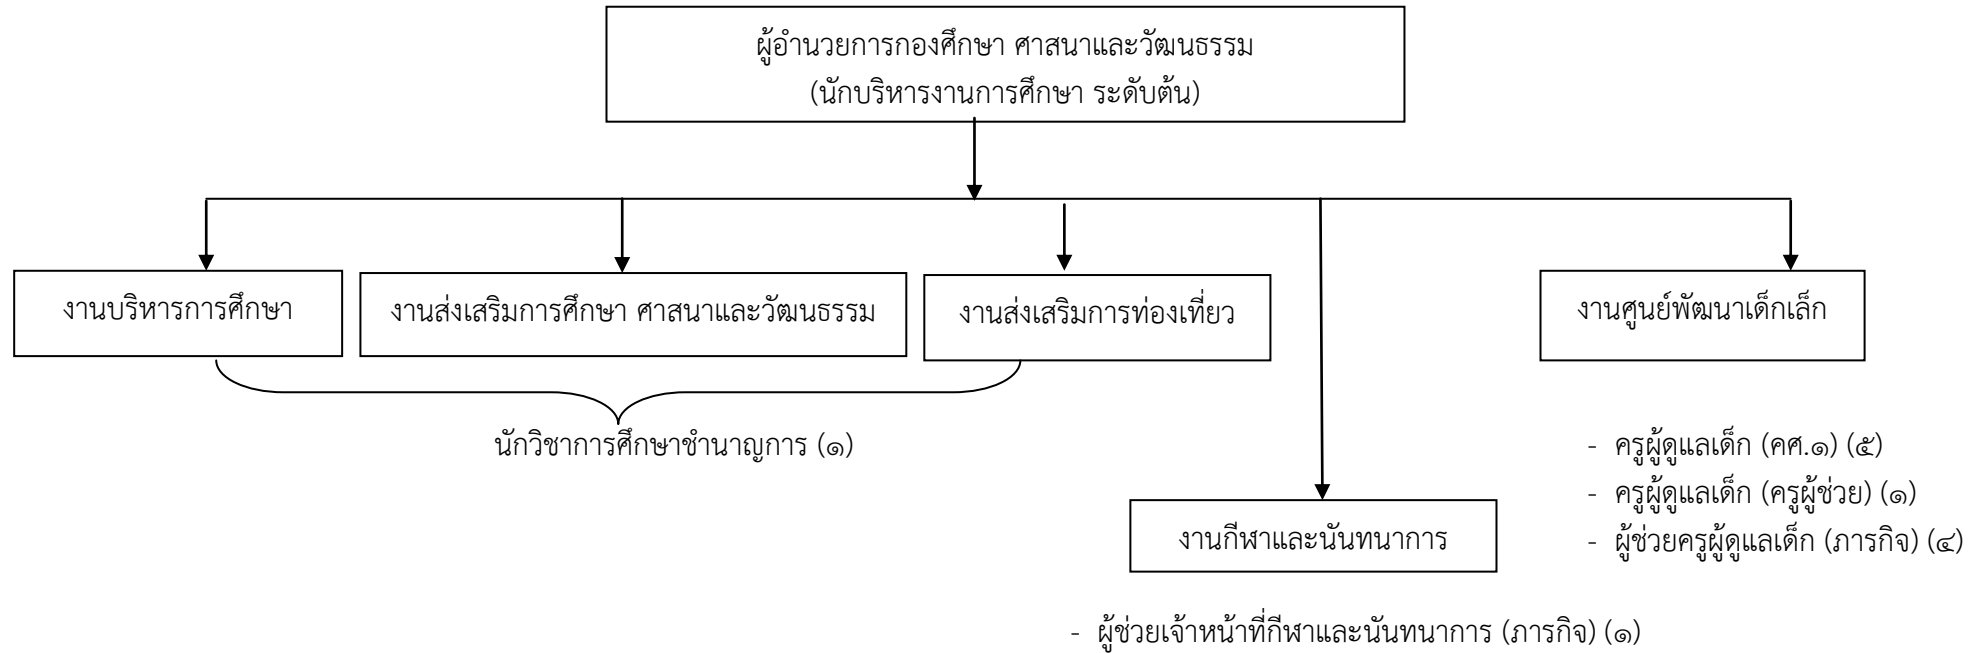 ผู้อำนวยการกองศึกษา ศาสนาและวัฒนธรรม
(นักบริหารงานการศึกษา ระดับต้น)
งานบริหารการศึกษา
งานส่งเสริมการศึกษา ศาสนาและวัฒนธรรม
งานส่งเสริมการท่องเที่ยว
งานศูนย์พัฒนาเด็กเล็ก
นักวิชาการศึกษาชำนาญการ (๑)
- ครูผู้ดูแลเด็ก (คศ.๑) (๕)
- ครูผู้ดูแลเด็ก (ครูผู้ช่วย) (๑)
- ผู้ช่วยครูผู้ดูแลเด็ก (ภารกิจ) (๔)
งานกีฬาและนันทนาการ
- ผู้ช่วยเจ้าหน้าที่กีฬาและนันทนาการ (ภารกิจ) (๑)